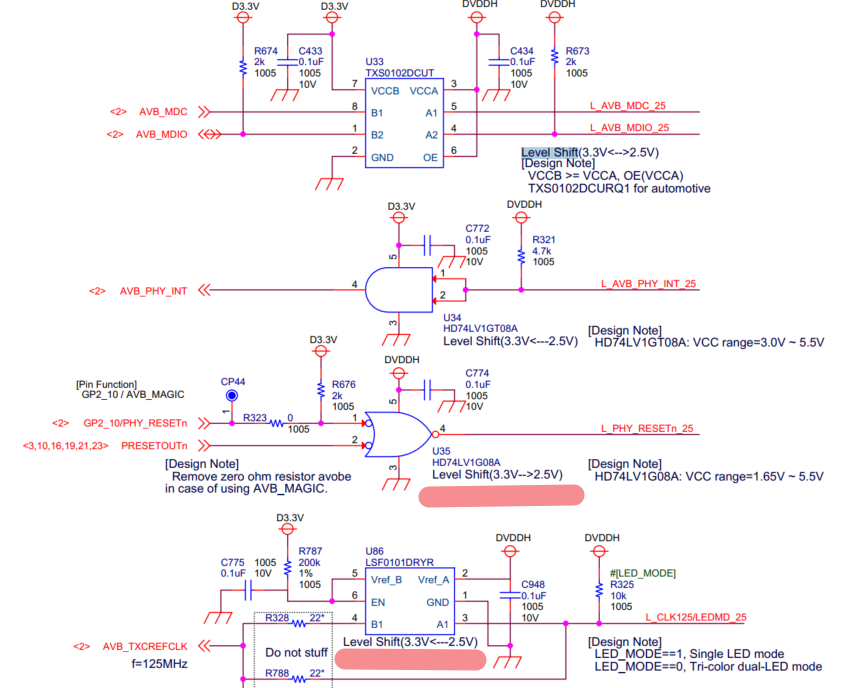 D3.3V
D3.3V
DVDDH
DVDDH
R674
2k
1005
C433
0.1uF
1005
10V
U33
TXS0102DCUT
C434
0.1uF
1005
10V
R673
2k
1005
7 VCCB VCCA 3
<2> AVB_MDC 8 B1 A1 5 L_AVB_MDC_25
<2> AVB_MDIO 1 B2 A2 4 L_AVB_MDIO_25
2 GND OE 6
Level Shift(3.3V<-->2.5V)
[Design Note]
VCCB >= VCCA, OE(VCCA)
TXS0102DCURQ1 for automotive
D3.3V
DVDDH
C772
0.1uF
1005
10V
R321
4.7k
1005
5
1
2
<2> AVB_PHY_INT 4 L_AVB_PHY_INT_25
3
U34
HD74LV1GT08A
Level Shift(3.3V<---2.5V)
[Design Note]
HD74LV1GT08A: VCC range=3.0V ~ 5.5V
D3.3V
DVDDH
[Pin Function]
GP2_10 / AVB_MAGIC
CP44
1
R676
2k
1005
C774
0.1uF
1005
10V
5
<2> GP2_10/PHY_RESETn R323 0 1005 1
4 L_PHY_RESETn_25
<3,10,16,19,21,23> PRESETOUTn 2
3
U35
HD74LV1G08A
Level Shift(3.3V-->2.5V)
[Design Note]
Remove zero ohm resistor avobe
in case of using AVB_MAGIC.
[Design Note]
HD74LV1G08A: VCC range=1.65V ~ 5.5V
D3.3V
DVDDH
DVDDH
C775
0.1uF
1005
10V
R787
200k
1%
1005
U86
LSF0101DRYR
5 Vref_B Vref_A 2
6 EN GND 1
4 B1 A1 3
C948
0.1uF
1005
10V
#[LED_MODE]
R325
10k
1005
R328 22*
L_CLK125/LEDMD_25
Level Shift(3.3V<---2.5V)
<2> AVB_TXCREFCLK
f=125MHz
Do not stuff
R788 22*
[Design Note]
LED_MODE==1, Single LED mode
LED_MODE==0, Tri-color dual-LED mode